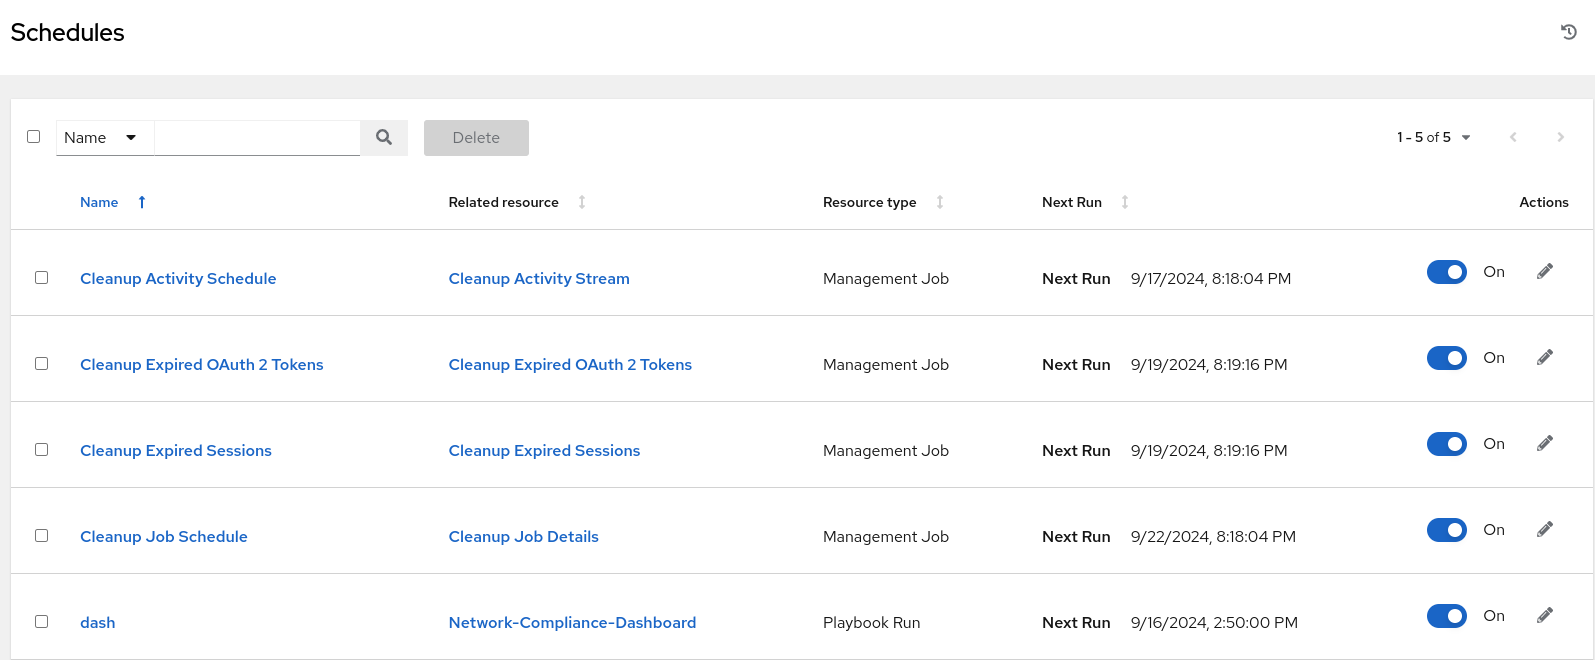 Schedules
Name Delete 1 - 5 of 5
Name Related resource Resource type Next Run Actions
Cleanup Activity Schedule Cleanup Activity Stream Management Job Next Run 9/17/2024, 8:18:04 PM On
Cleanup Expired OAuth 2 Tokens Cleanup Expired OAuth 2 Tokens Management Job Next Run 9/19/2024, 8:19:16 PM On
Cleanup Expired Sessions Cleanup Expired Sessions Management Job Next Run 9/19/2024, 8:19:16 PM On
Cleanup Job Schedule Cleanup Job Details Management Job Next Run 9/22/2024, 8:18:04 PM On
dash Network-Compliance-Dashboard Playbook Run Next Run 9/16/2024, 2:50:00 PM On